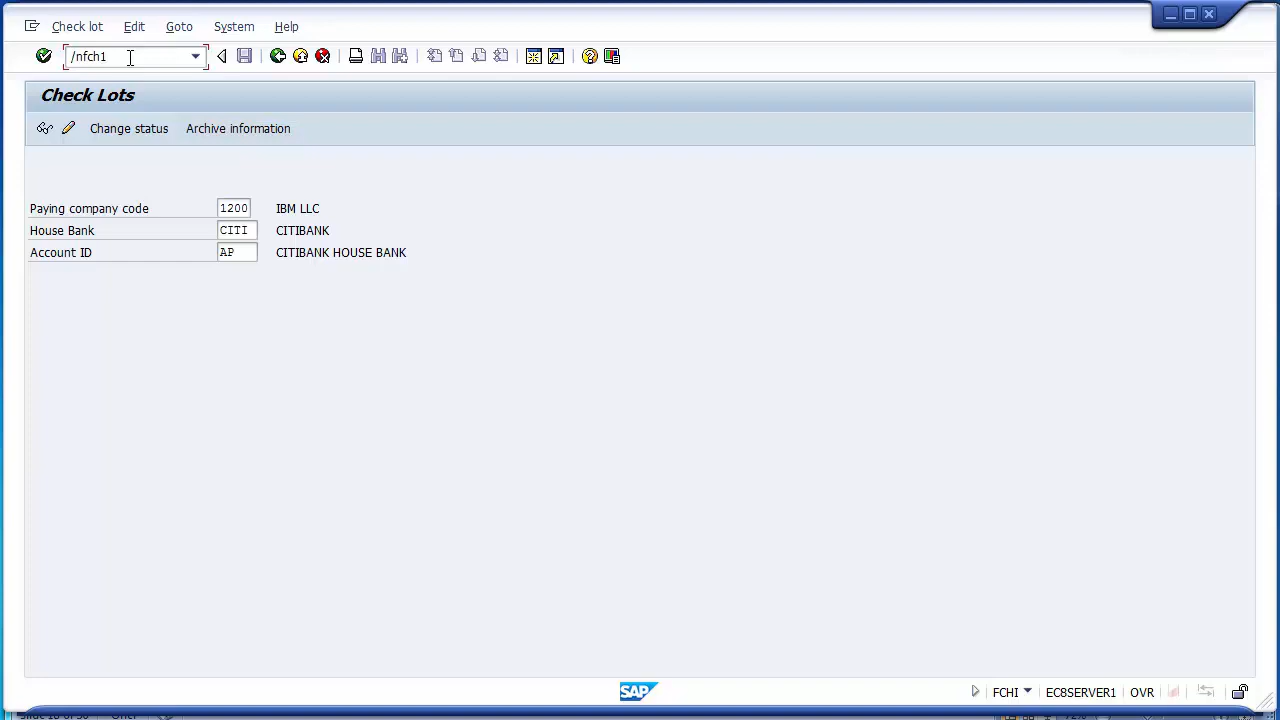 Check lot Edit Goto System Help
/nfch1
Check Lots
Change status Archive information
Paying company code 1200 IBM LLC
House Bank CITI CITIBANK
Account ID AP CITIBANK HOUSE BANK
SAP FCHI EC8SERVER1 OVR